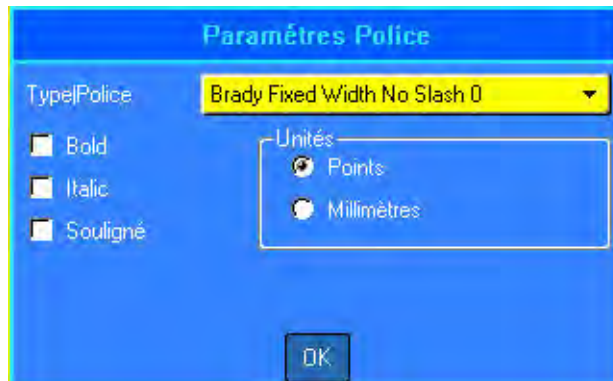 Paramétres Police
Type|Police
Brady Fixed Width No Slash 0
Bold
Italic
Souligné
Unités
Points
Millimètres
OK